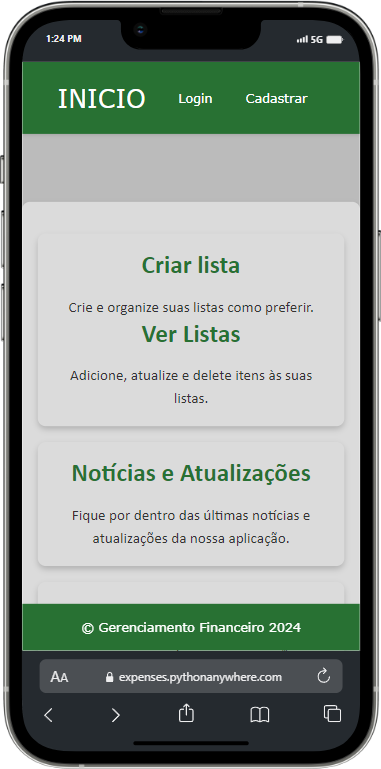 1:24 PM 5G
INICIO Login Cadastrar
Criar lista
Crie e organize suas listas como preferir.
Ver Listas
Adicione, atualize e delete itens às suas
listas.
Notícias e Atualizações
Fique por dentro das últimas notícias e
atualizações da nossa aplicação.
© Gerenciamento Financeiro 2024
AA expenses.pythonanywhere.com